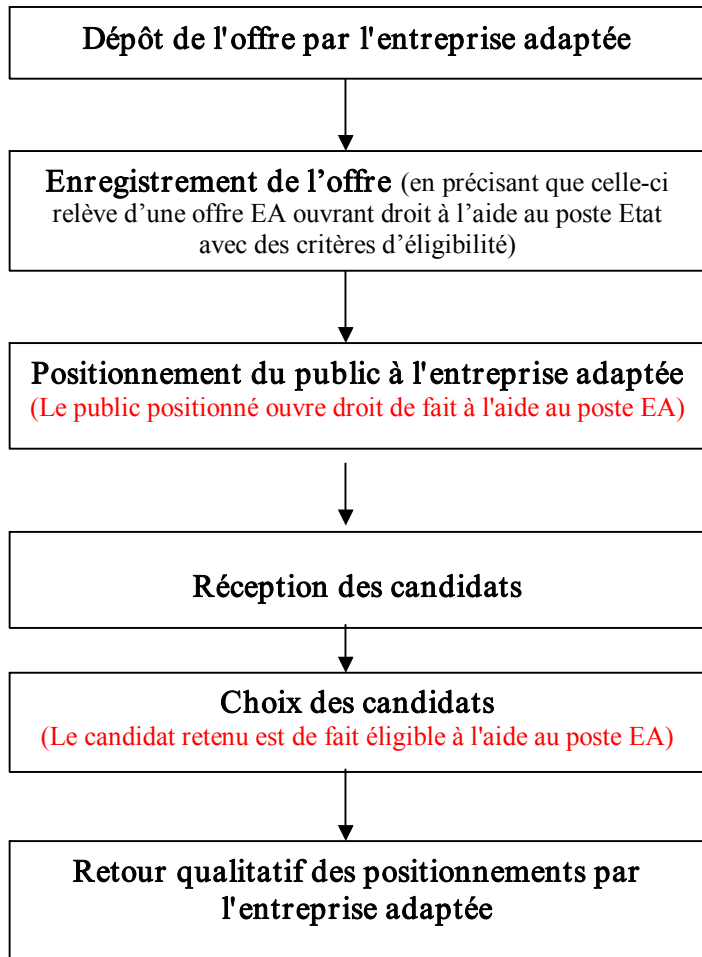 Dépôt de l'offre par l'entreprise adaptée
Enregistrement de l’offre (en précisant que celle-ci
relève d’une offre EA ouvrant droit à l’aide au poste Etat
avec des critères d’éligibilité)
Positionnement du public à l'entreprise adaptée
(Le public positionné ouvre droit de fait à l'aide au poste EA)
Réception des candidats
Choix des candidats
(Le candidat retenu est de fait éligible à l'aide au poste EA)
Retour qualitatif des positionnements par
l'entreprise adaptée